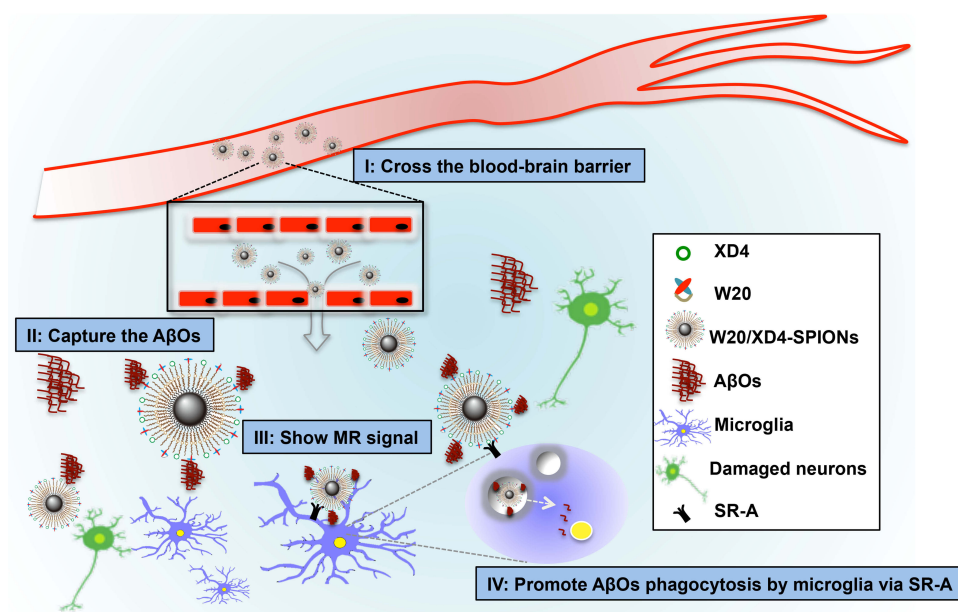 I: Cross the blood-brain barrier
II: Capture the AβOs
III: Show MR signal
IV: Promote AβOs phagocytosis by microglia via SR-A
XD4
W20
W20/XD4-SPIONs
AβOs
Microglia
Damaged neurons
SR-A